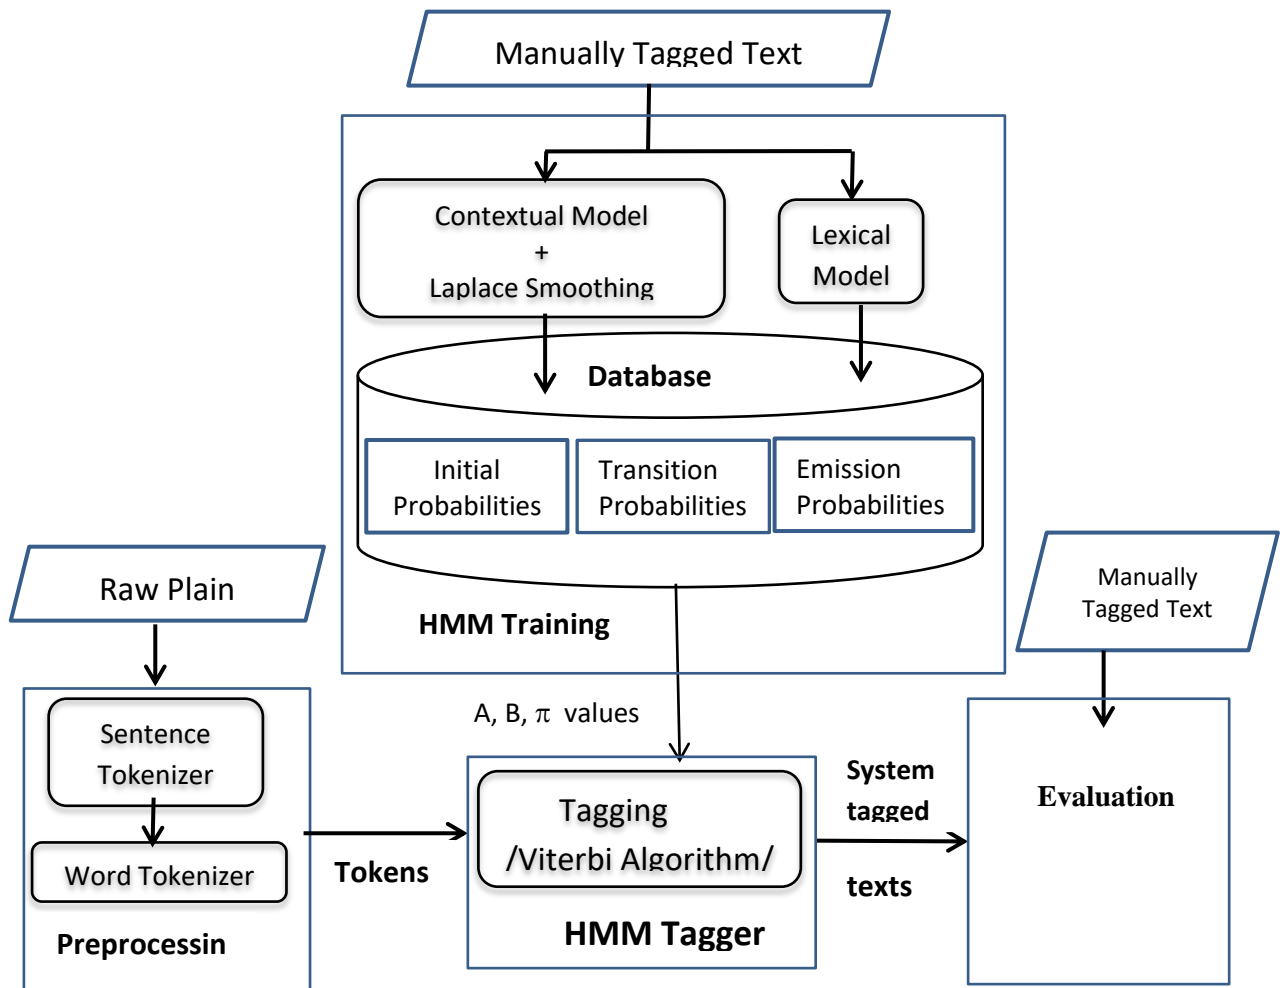 Manually Tagged Text
Contextual Model
+
Laplace Smoothing
Lexical
Model
Database
Initial
Probabilities
Transition
Probabilities
Emission
Probabilities
HMM Training
Raw Plain
Manually
Tagged Text
Sentence
Tokenizer
Word Tokenizer
Preprocessin
Tokens
A, B, π values
Tagging
/Viterbi Algorithm/
HMM Tagger
System
tagged
texts
Evaluation